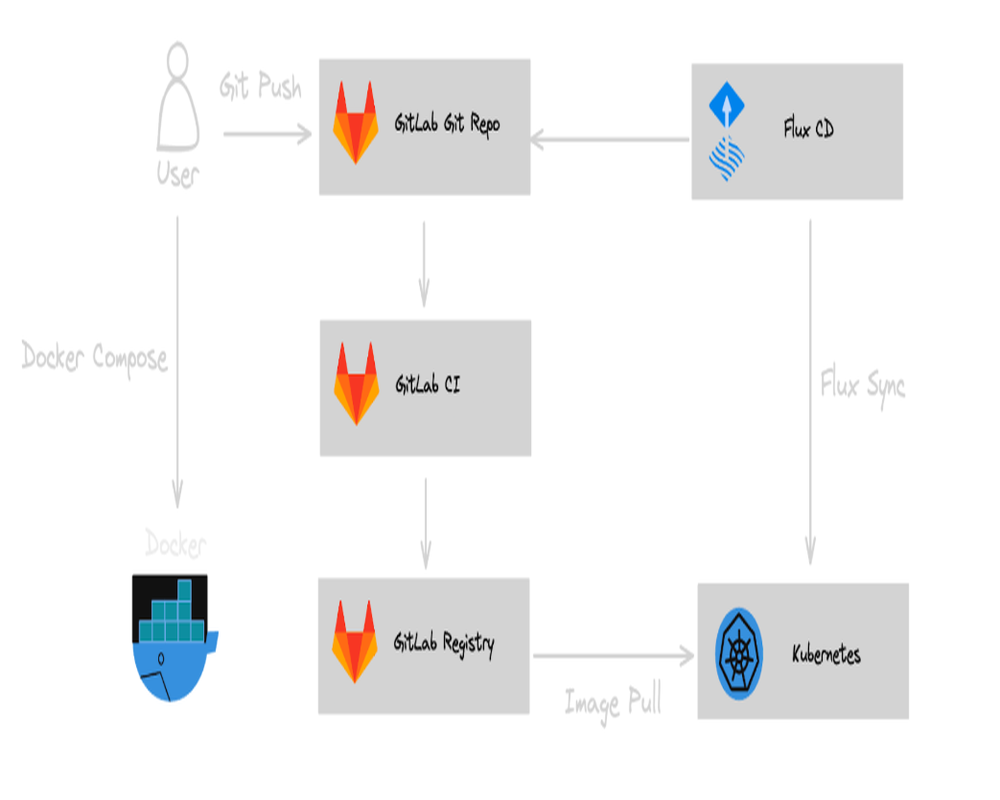 Git Push
GitLab Git Repo
Flux CD
User
Docker Compose
GitLab CI
Flux Sync
Docker
GitLab Registry
Kubernetes
Image Pull